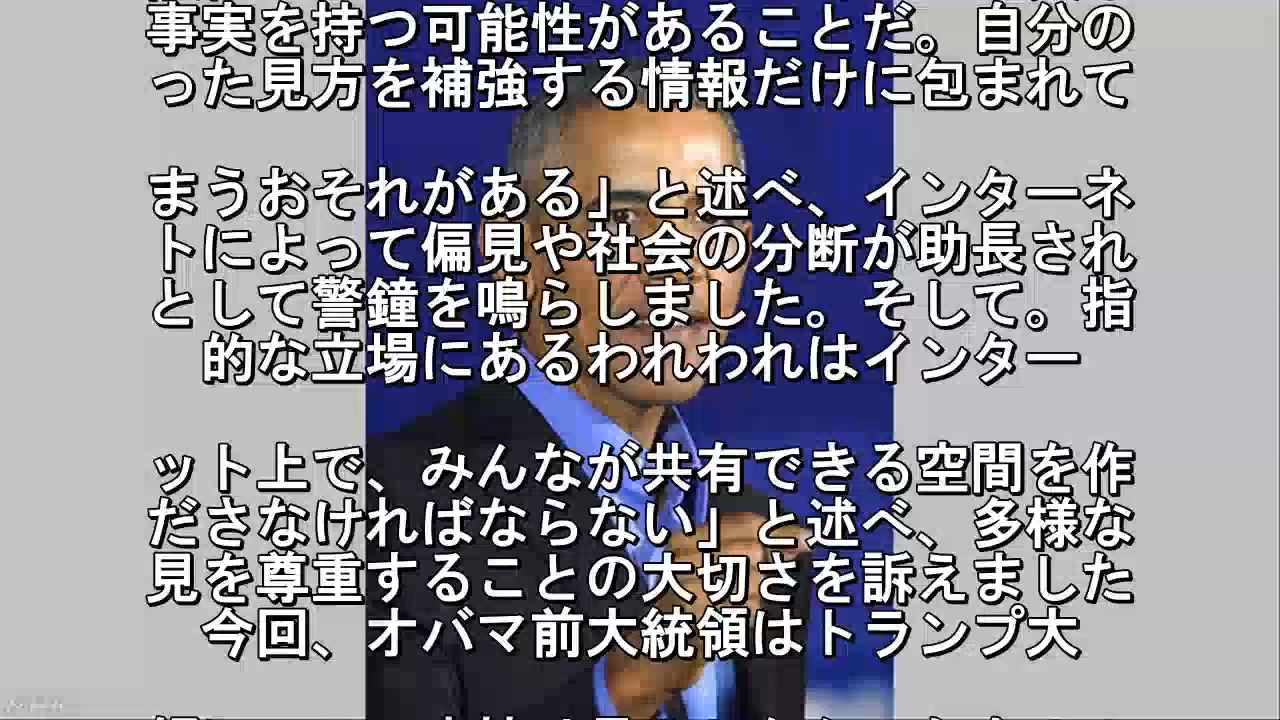 事実を持つ可能性があることだ。自分の
った見方を補強する情報だけに包まれて
まうおそれがある」と述べ、インターネ
トによって偏見や社会の分断が助長され
として警鐘を鳴らしました。そして。指
的な立場にあるわれわれはインター
ット上で、みんなが共有できる空間を作
ださなければならない」と述べ、多様な
見を尊重することの大切さを訴えました
今回、オバマ前大統領はトランプ大